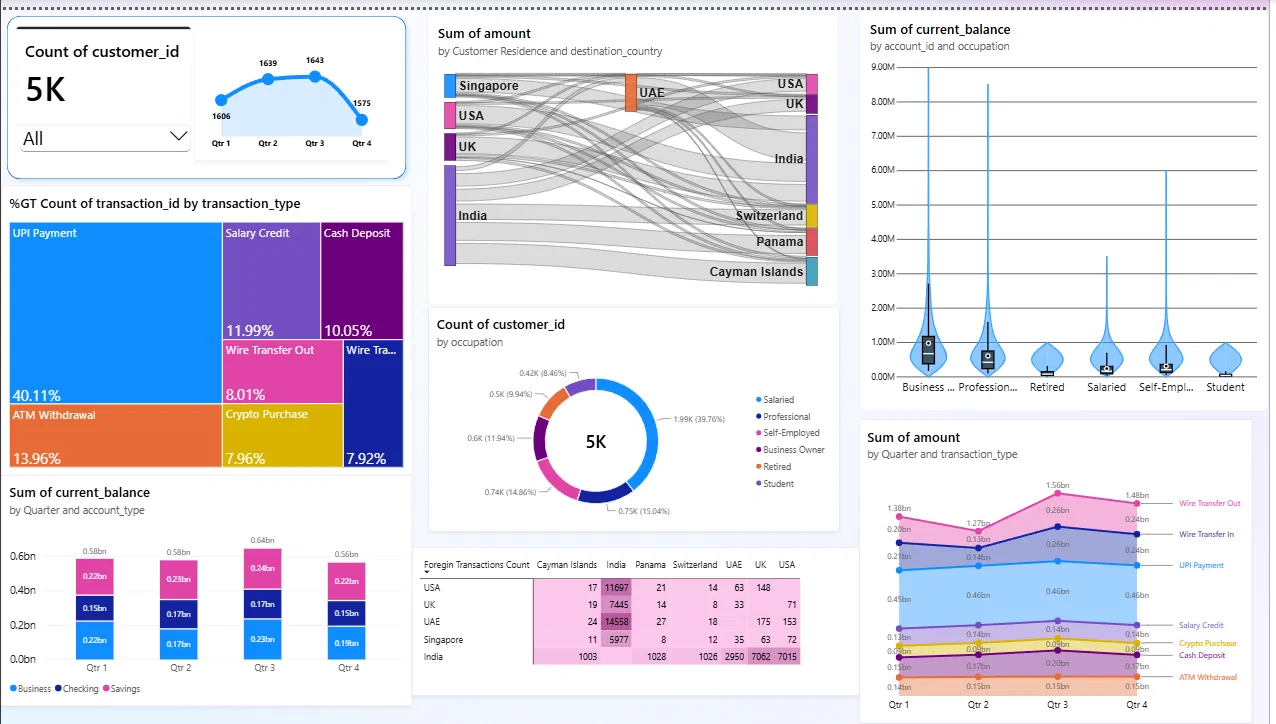 Count of customer_id
5K
All
1606
1639
1643
1575
Qtr 1 Qtr 2 Qtr 3 Qtr 4
%GT Count of transaction_id by transaction_type
UPI Payment
40.11%
ATM Withdrawal
13.96%
Salary Credit
11.99%
Cash Deposit
10.05%
Wire Transfer Out
8.01%
Wire Tra...
7.92%
Crypto Purchase
7.96%
Sum of current_balance
by Quarter and account_type
0.6bn
0.4bn
0.2bn
0.0bn
0.58bn 0.58bn 0.64bn 0.56bn
0.22bn 0.23bn 0.24bn 0.22bn
0.15bn 0.17bn 0.17bn 0.15bn
0.22bn 0.17bn 0.23bn 0.19bn
Qtr 1 Qtr 2 Qtr 3 Qtr 4
Business Checking Savings
Sum of amount
by Customer Residence and destination_country
Singapore
USA
UK
India
UAE
USA
UK
India
Switzerland
Panama
Cayman Islands
Count of customer_id
by occupation
0.42K (8.46%)
0.5K (9.94%)
0.6K (11.94%)
0.74K (14.86%)
0.75K (15.04%)
1.99K (39.76%)
5K
Salaried
Professional
Self-Employed
Business Owner
Retired
Student
Foregin Transactions Count Cayman Islands India Panama Switzerland UAE UK USA
USA 17 11697 21 14 63 148
UK 19 7445 14 8 33 71
UAE 24 14558 27 18 175 153
Singapore 11 5977 8 12 35 63 72
India 1003 1028 1026 2950 7062 7015
Sum of current_balance
by account_id and occupation
9.00M
8.00M
7.00M
6.00M
5.00M
4.00M
3.00M
2.00M
1.00M
0.00M
Business ... Profession... Retired Salaried Self-Empl... Student
Sum of amount
by Quarter and transaction_type
1.38bn 1.27bn 1.56bn 1.48bn
0.20bn 0.13bn 0.26bn 0.24bn
0.21bn 0.14bn 0.26bn 0.24bn
0.45bn 0.46bn 0.46bn 0.46bn
0.13bn 0.14bn 0.14bn 0.14bn
0.09bn 0.09bn 0.09bn 0.09bn
0.15bn 0.17bn 0.20bn 0.17bn
0.14bn 0.15bn 0.15bn 0.15bn
Wire Transfer Out
Wire Transfer In
UPI Payment
Salary Credit
Crypto Purchase
Cash Deposit
ATM Withdrawal
Qtr 1 Qtr 2 Qtr 3 Qtr 4